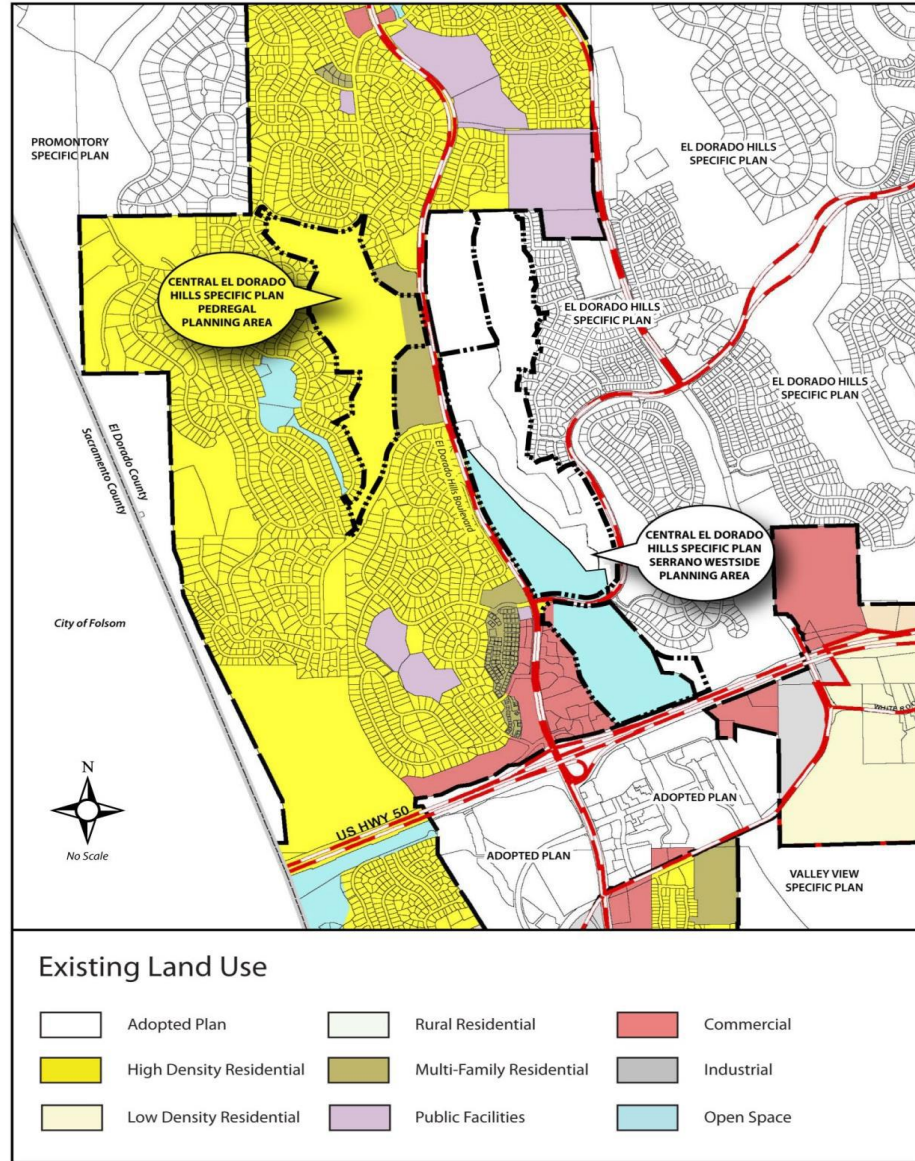 PROMONTORY
SPECIFIC PLAN
EL DORADO HILLS
SPECIFIC PLAN
CENTRAL EL DORADO
HILLS SPECIFIC PLAN
PEDREGAL
PLANNING AREA
EL DORADO HILLS
SPECIFIC PLAN
EL DORADO HILLS
SPECIFIC PLAN
El Dorado County
Sacramento County
El Dorado Hills Boulevard
CENTRAL EL DORADO
HILLS SPECIFIC PLAN
SERRANO WESTSIDE
PLANNING AREA
City of Folsom
N
No Scale
US HWY 50
ADOPTED PLAN
ADOPTED PLAN
VALLEY VIEW
SPECIFIC PLAN
Existing Land Use
Adopted Plan
Rural Residential
Commercial
High Density Residential
Multi-Family Residential
Industrial
Low Density Residential
Public Facilities
Open Space